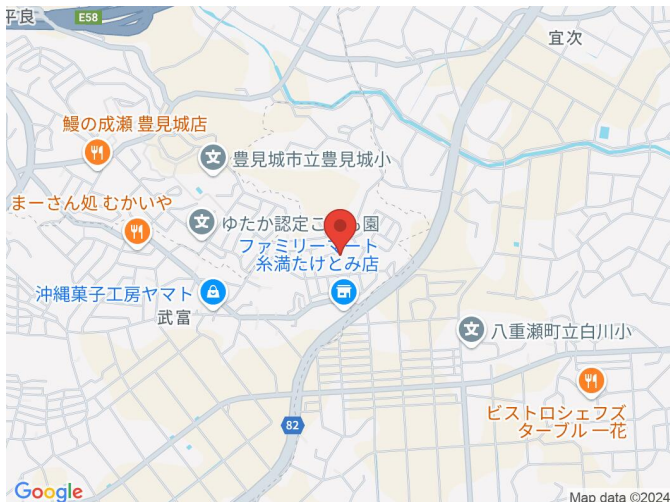 平良
E58
宜次
鰻の成瀬 豊見城店
豊見城市立豊見城小
まーさん処 むかいや
ゆたか認定こ
も園
ファミリーマート
糸満たけとみ店
沖縄菓子工房ヤマト
武富
八重瀬町立白川小
82
ビストロシェフズ
ターブル 一花
Google
Map data ©2024